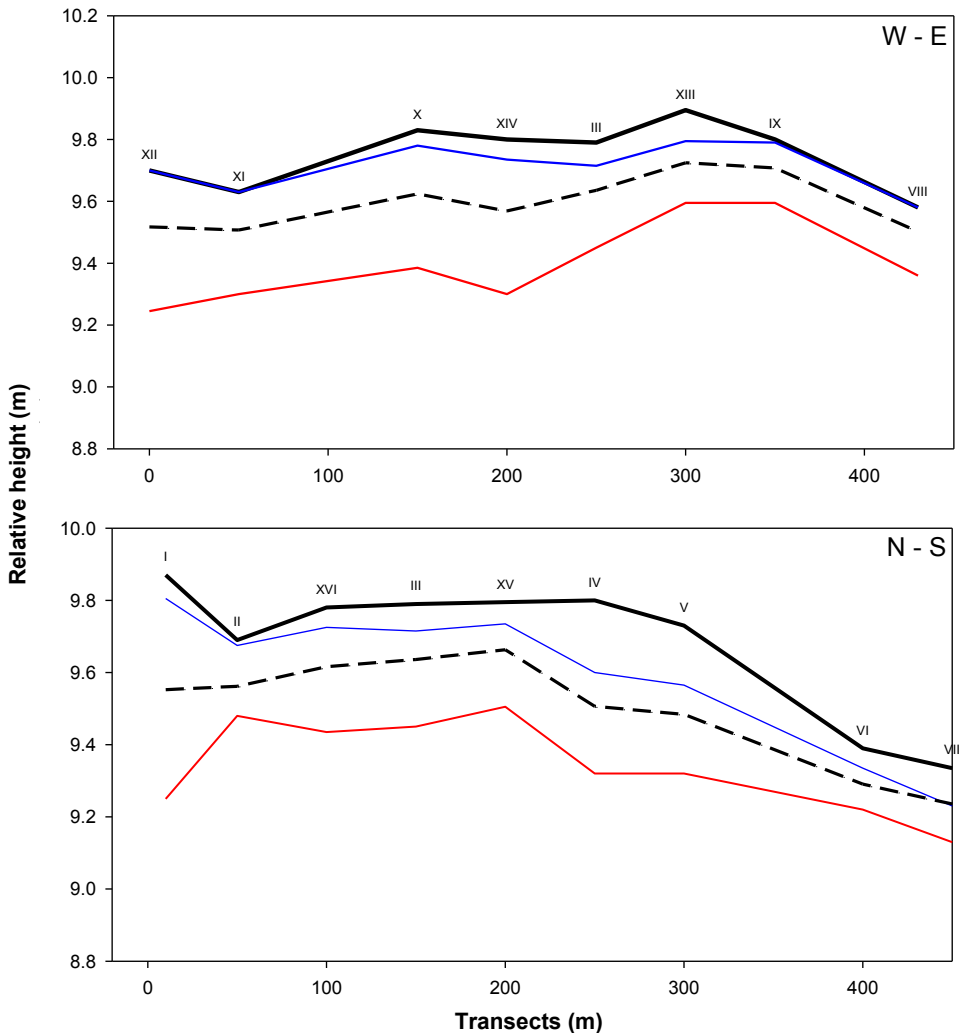 10.2
W - E
10.0
XIII
X
XIV
III
IX
9.8
XII
XI
VIII
9.6
9.4
9.2
9.0
8.8
0
100
200
300
400
Relative height (m)
10.0
N - S
I
9.8
II
XVI
III
XV
IV
V
9.6
9.4
VI
VII
9.2
9.0
8.8
0
100
200
300
400
Transects (m)